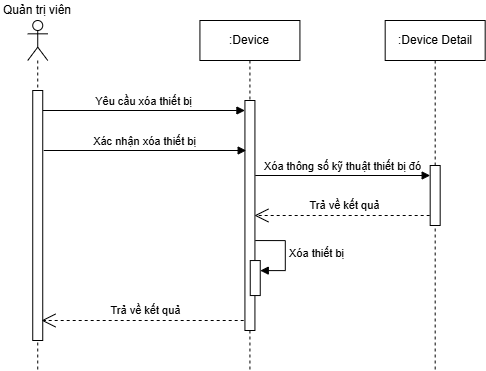 Quản trị viên
:Device
:Device Detail
Yêu cầu xóa thiết bị
Xác nhận xóa thiết bị
Xóa thông số kỹ thuật thiết bị đó
Trả về kết quả
Xóa thiết bị
Trả về kết quả